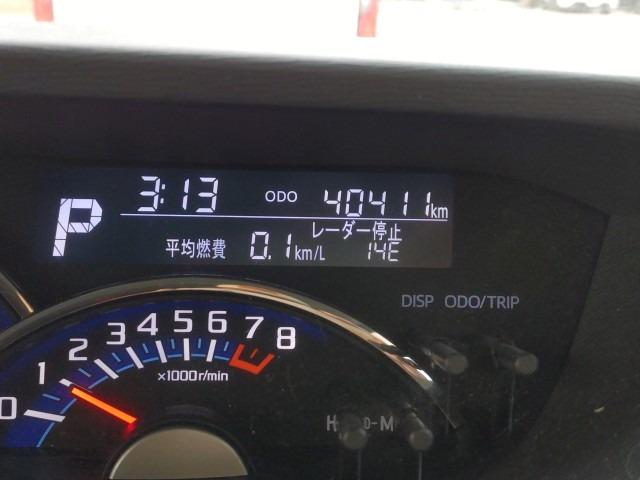 P
3:13 ODO 40411km
レーダー停止
平均燃費 0.1km/L 14E
DISP ODO/TRIP
0 1 2 3 4 5 6 7 8
×1000r/min
H -M